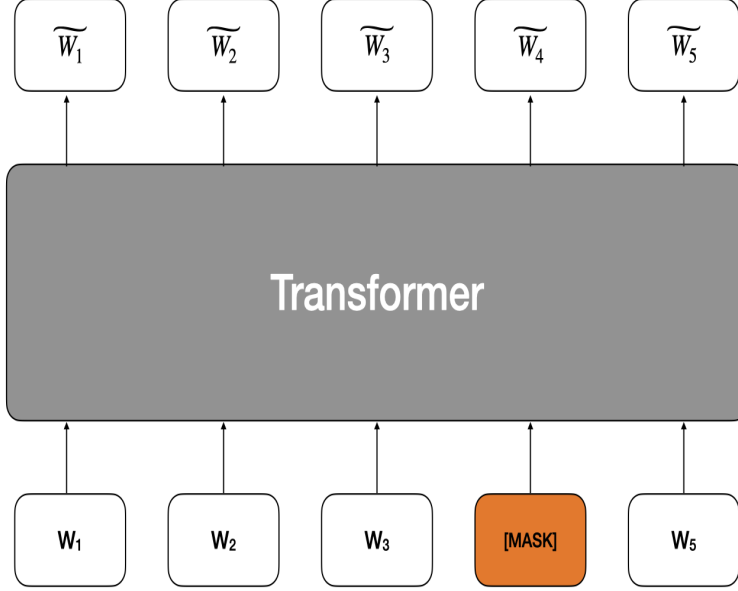 W̃₁ W̃₂ W̃₃ W̃₄ W̃₅
Transformer
W₁ W₂ W₃ [MASK] W₅